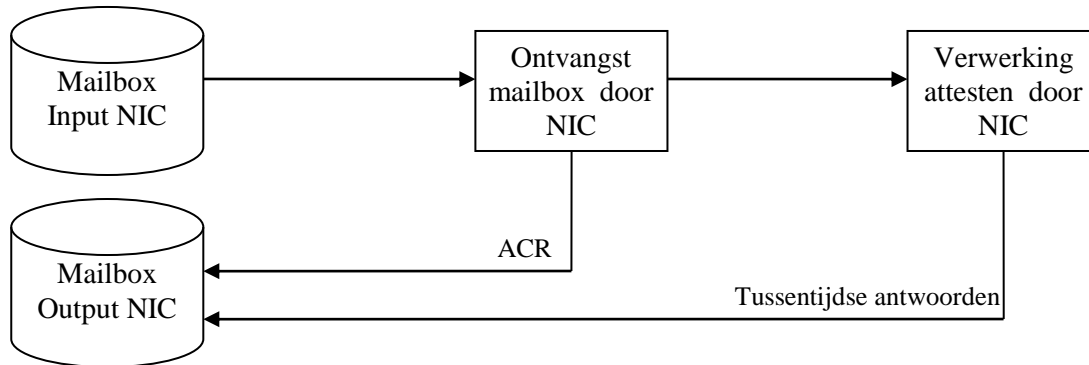 Mailbox
Input NIC
Ontvangst
mailbox door
NIC
Verwerking
attesten door
NIC
ACR
Mailbox
Output NIC
Tussentijdse antwoorden